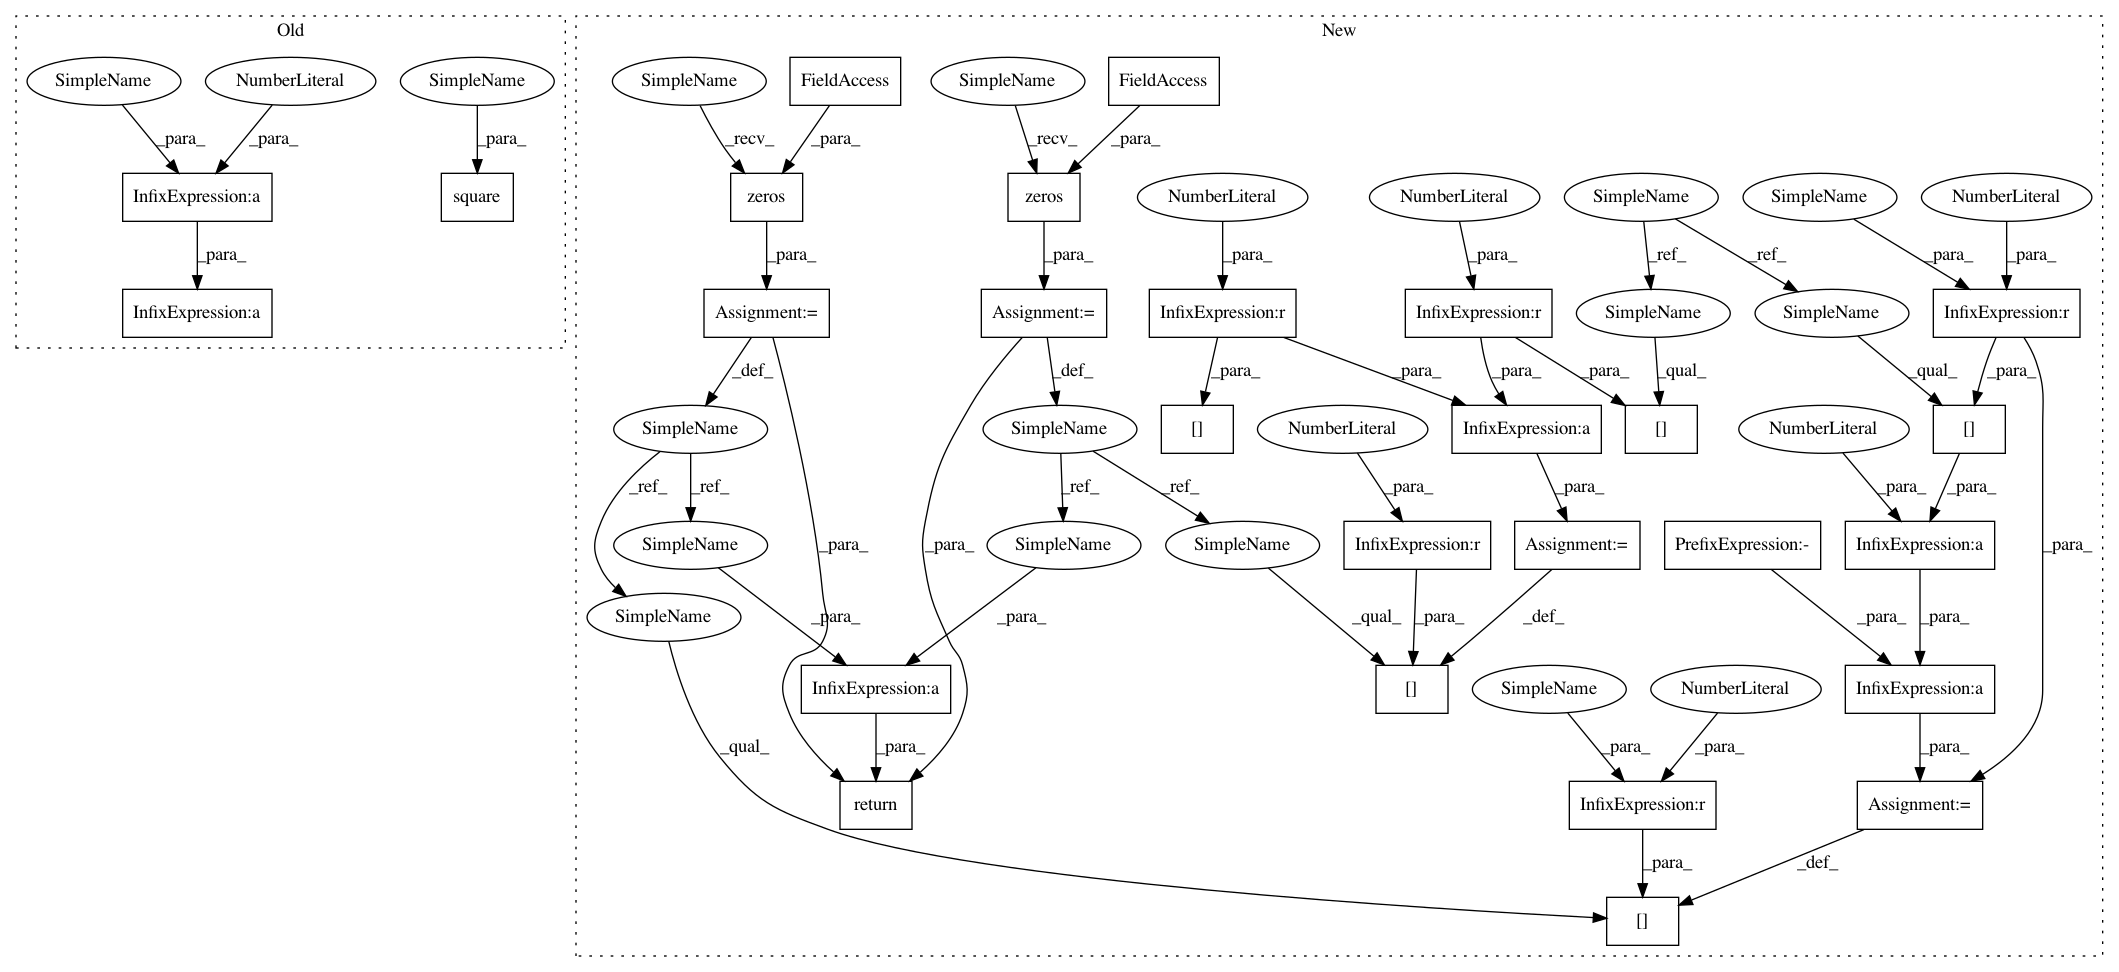 Old
New
SimpleName
NumberLiteral
SimpleName
SimpleName
FieldAccess
SimpleName
FieldAccess
_para_
_para_
_para_
_recv_
_para_
_recv_
_para_
InfixExpression:a
square
zeros
zeros
NumberLiteral
NumberLiteral
SimpleName
SimpleName
NumberLiteral
_para_
_para_
_para_
_para_
_para_
_ref_
_ref_
_para_
_para_
InfixExpression:a
Assignment:=
Assignment:=
InfixExpression:r
InfixExpression:r
SimpleName
SimpleName
InfixExpression:r
_def_
_def_
_para_
_para_
_para_
_para_
_qual_
_qual_
_para_
SimpleName
SimpleName
[]
NumberLiteral
InfixExpression:a
[]
NumberLiteral
[]
_ref_
_ref_
_ref_
_ref_
_para_
_para_
_para_
_para_
SimpleName
SimpleName
SimpleName
InfixExpression:r
Assignment:=
PrefixExpression:-
InfixExpression:a
_para_
_para_
_para_
SimpleName
_para_
_para_
_qual_
_para_
_def_
_para_
_para_
InfixExpression:a
[]
SimpleName
NumberLiteral
InfixExpression:a
_qual_
_para_
_para_
_para_
_para_
return
InfixExpression:r
Assignment:=
_para_
_def_
[]